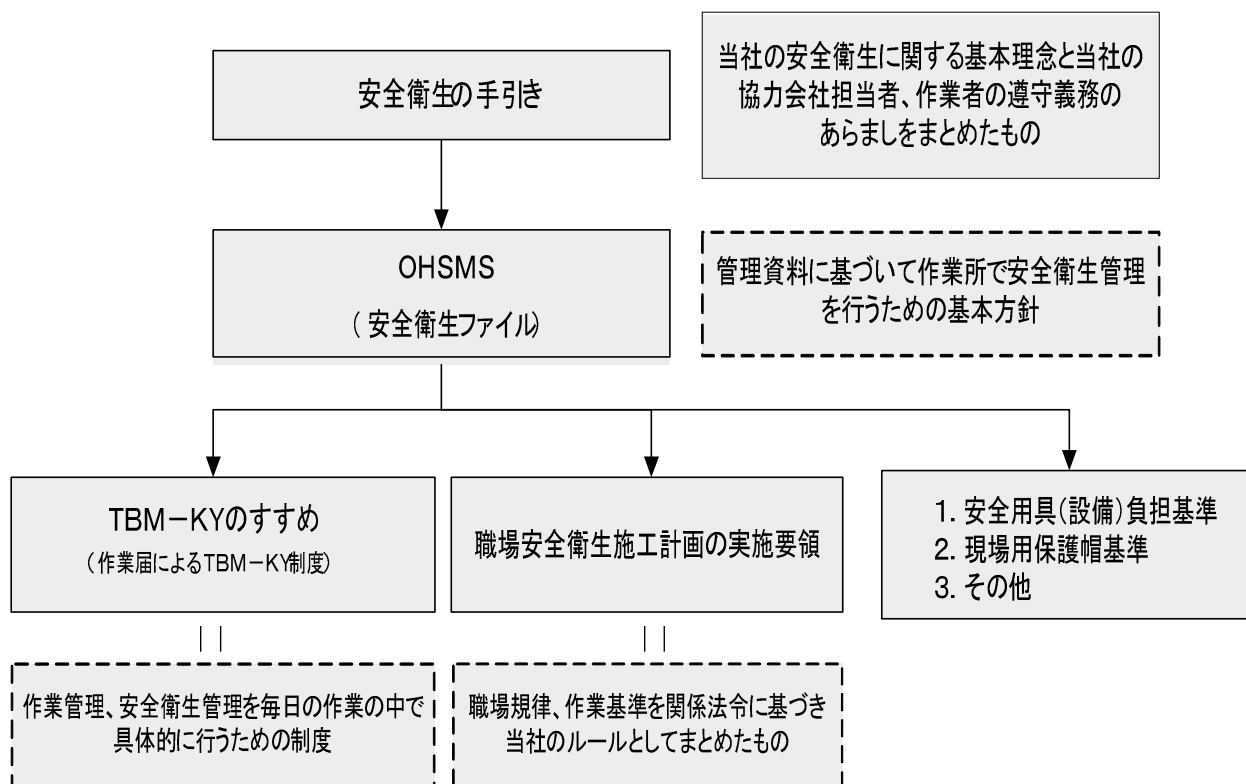 安全衛生の手引き
当社の安全衛生に関する基本理念と当社の
協力会社担当者、作業者の遵守義務の
あらましをまとめたもの
OHSMS
(安全衛生ファイル)
管理資料に基づいて作業所で安全衛生管理
を行うための基本方針
TBM－KYのすすめ
(作業届によるTBM－KY制度)
職場安全衛生施工計画の実施要領
1. 安全用具(設備)負担基準
2. 現場用保護帽基準
3. その他
作業管理、安全衛生管理を毎日の作業の中で
具体的に行うための制度
職場規律、作業基準を関係法令に基づき
当社のルールとしてまとめたもの